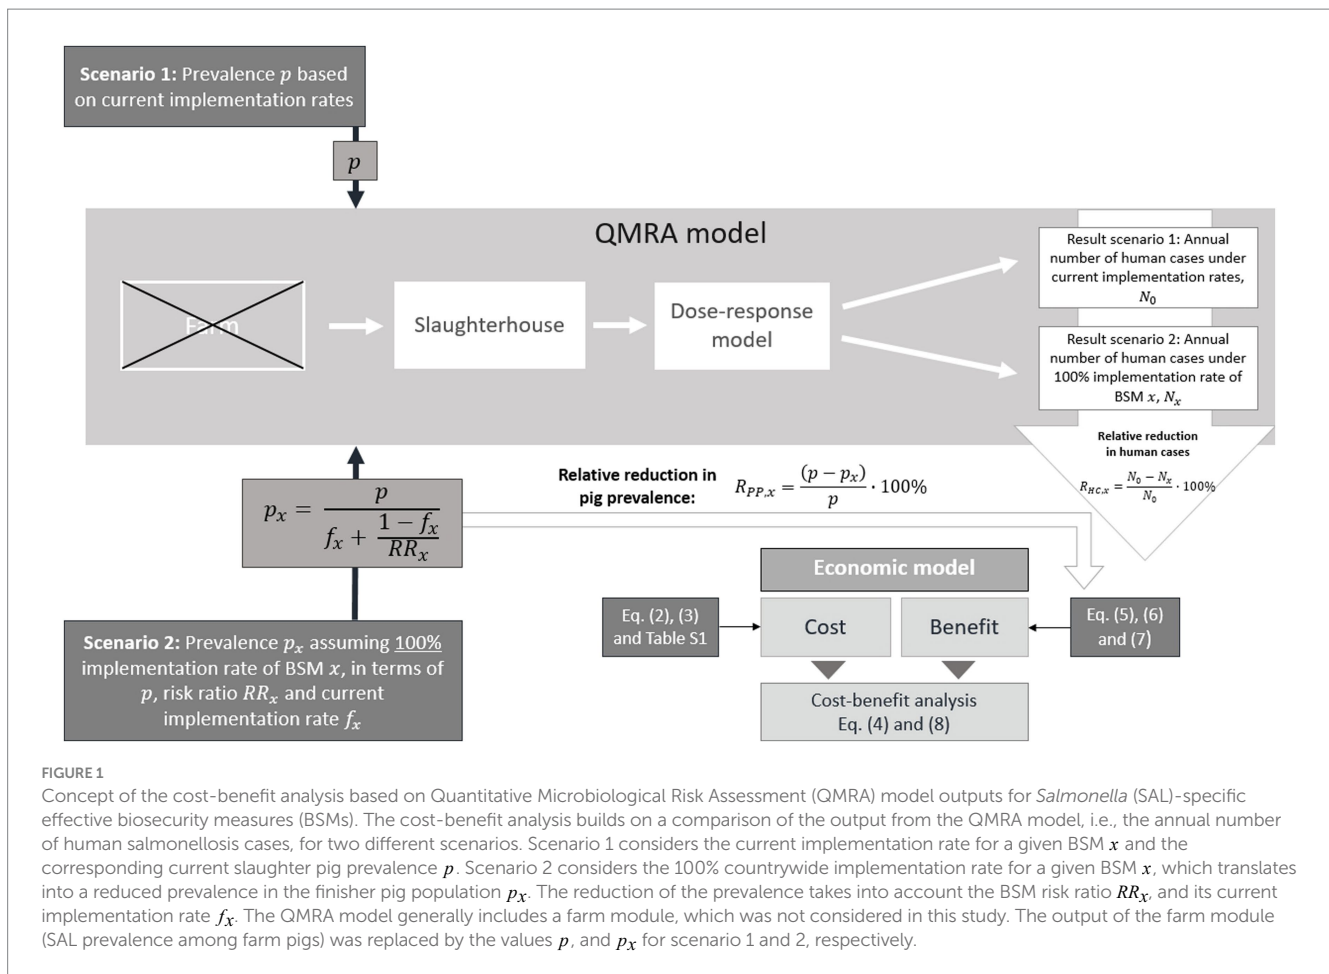 Scenario 1: Prevalence p based
on current implementation rates
p
QMRA model
Farm
Slaughterhouse
Dose-response
model
Result scenario 1: Annual
number of human cases under
current implementation rates,
N₀
Result scenario 2: Annual
number of human cases under
100% implementation rate of
BSM x, Nₓ
Relative reduction
in human cases
R_{HC,x} = \frac{N₀ − Nₓ}{N₀} · 100%
pₓ = \frac{p}{fₓ + \frac{1 − fₓ}{RRₓ}}
Relative reduction in
pig prevalence:
R_{PP,x} = \frac{(p − pₓ)}{p} · 100%
Scenario 2: Prevalence pₓ assuming 100%
implementation rate of BSM x, in terms of
p, risk ratio RRₓ and current
implementation rate fₓ
Economic model
Eq. (2), (3)
and Table S1
Cost
Benefit
Eq. (5), (6)
and (7)
Cost-benefit analysis
Eq. (4) and (8)
FIGURE 1
Concept of the cost-benefit analysis based on Quantitative Microbiological Risk Assessment (QMRA) model outputs for Salmonella (SAL)-specific
effective biosecurity measures (BSMs). The cost-benefit analysis builds on a comparison of the output from the QMRA model, i.e., the annual number
of human salmonellosis cases, for two different scenarios. Scenario 1 considers the current implementation rate for a given BSM x and the
corresponding current slaughter pig prevalence p. Scenario 2 considers the 100% countrywide implementation rate for a given BSM x, which translates
into a reduced prevalence in the finisher pig population pₓ. The reduction of the prevalence takes into account the BSM risk ratio RRₓ, and its current
implementation rate fₓ. The QMRA model generally includes a farm module, which was not considered in this study. The output of the farm module
(SAL prevalence among farm pigs) was replaced by the values p, and pₓ for scenario 1 and 2, respectively.